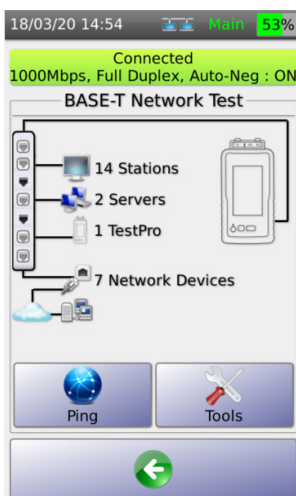 18/03/20 14:54 Main 53%
Connected
1000Mbps, Full Duplex, Auto-Neg : ON
BASE-T Network Test
14 Stations
2 Servers
1 TestPro
7 Network Devices
Ping Tools